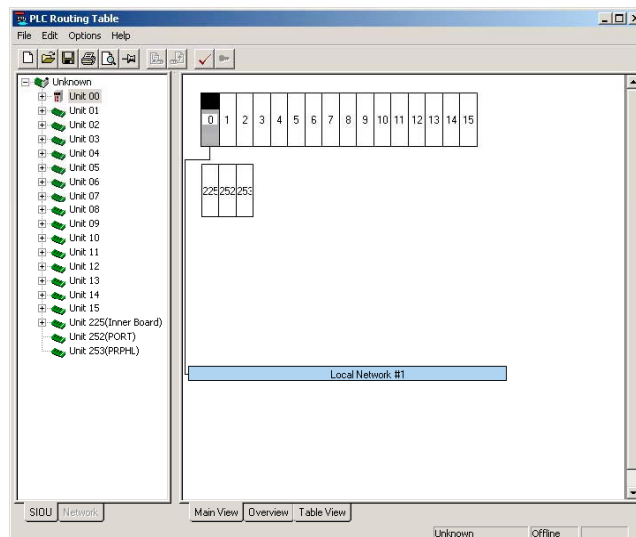 PLC Routing Table
File Edit Options Help
Unknown
Unit 00
Unit 01
Unit 02
Unit 03
Unit 04
Unit 05
Unit 06
Unit 07
Unit 08
Unit 09
Unit 10
Unit 11
Unit 12
Unit 13
Unit 14
Unit 15
Unit 225(Inner Board)
Unit 252(PORT)
Unit 253(PRPHL)
SIOU Network
0 1 2 3 4 5 6 7 8 9 10 11 12 13 14 15
225 252 253
Local Network #1
Main View Overview Table View
Unknown Offline